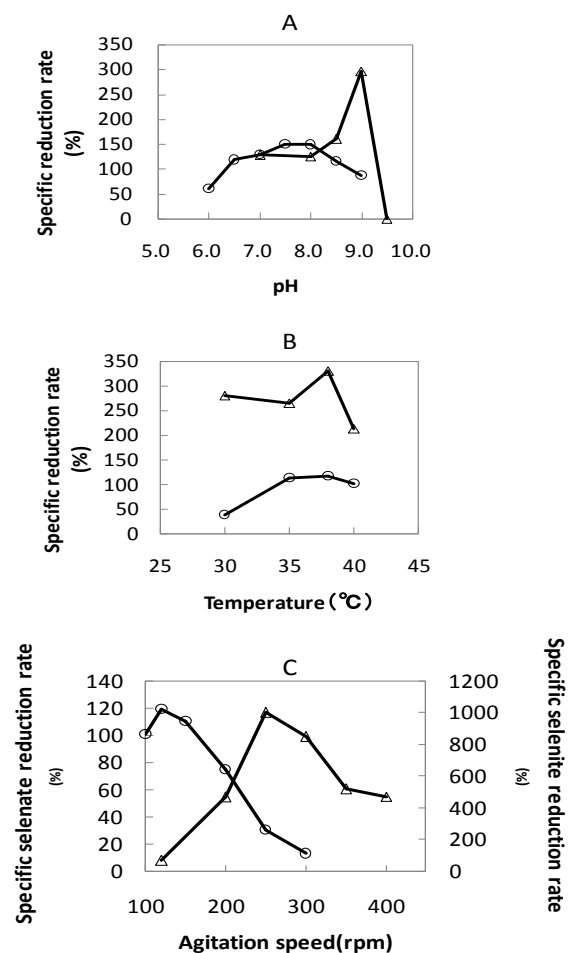 A
Specific reduction rate
(%)
350
300
250
200
150
100
50
0
5.0 6.0 7.0 8.0 9.0 10.0
pH
B
Specific reduction rate
(%)
350
300
250
200
150
100
50
0
25 30 35 40 45
Temperature(℃)
C
Specific selenate reduction rate
(%)
140
120
100
80
60
40
20
0
1200
1000
800
600
400
200
0
Specific selenite reduction rate
(%)
100 200 300 400
Agitation speed(rpm)